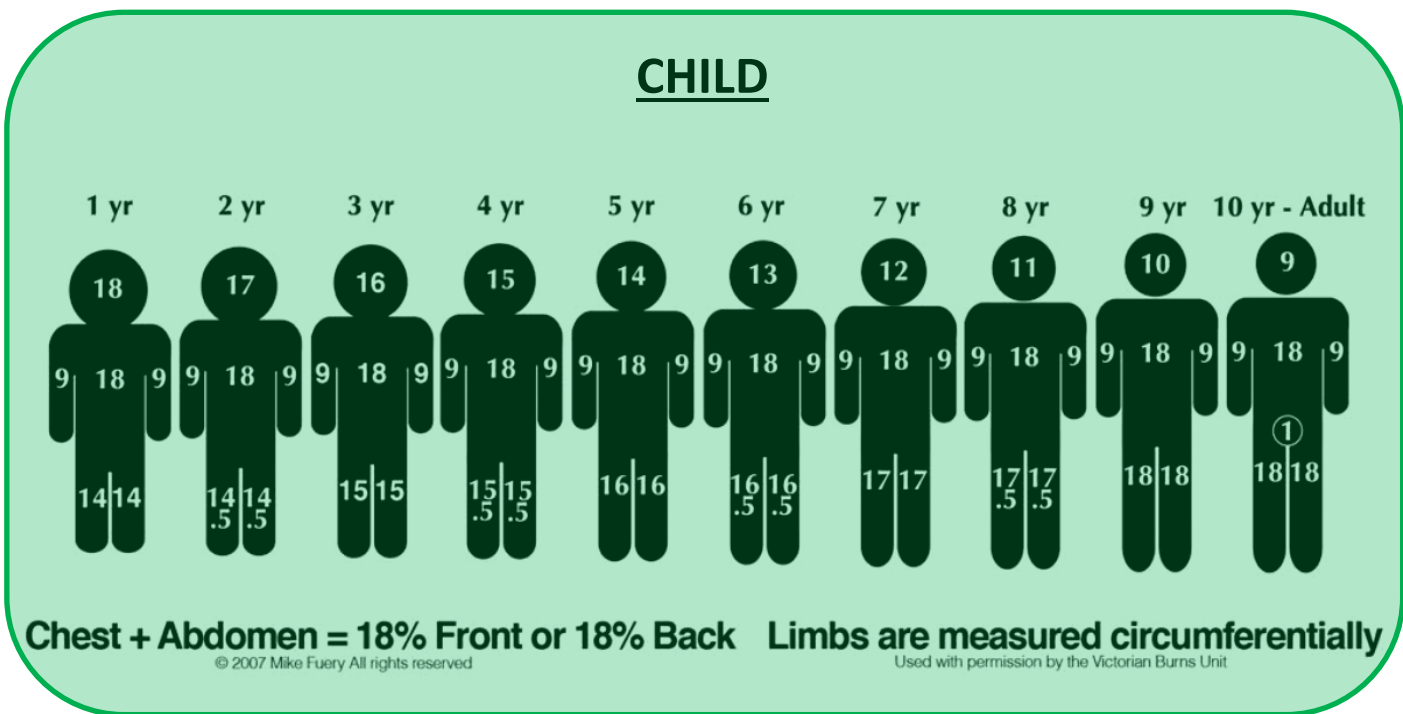 CHILD
1 yr 2 yr 3 yr 4 yr 5 yr 6 yr 7 yr 8 yr 9 yr 10 yr - Adult
18 17 16 15 14 13 12 11 10 9
9 18 9 9 18 9 9 18 9 9 18 9 9 18 9 9 18 9 9 18 9 9 18 9 9 18 9 9 18 9
1
14 14 14.5 14.5 15 15 15.5 15.5 16 16 16.5 16.5 17 17 17.5 17.5 18 18 18 18
Chest + Abdomen = 18% Front or 18% Back Limbs are measured circumferentially
© 2007 Mike Fuery All rights reserved Used with permission by the Victorian Burns Unit